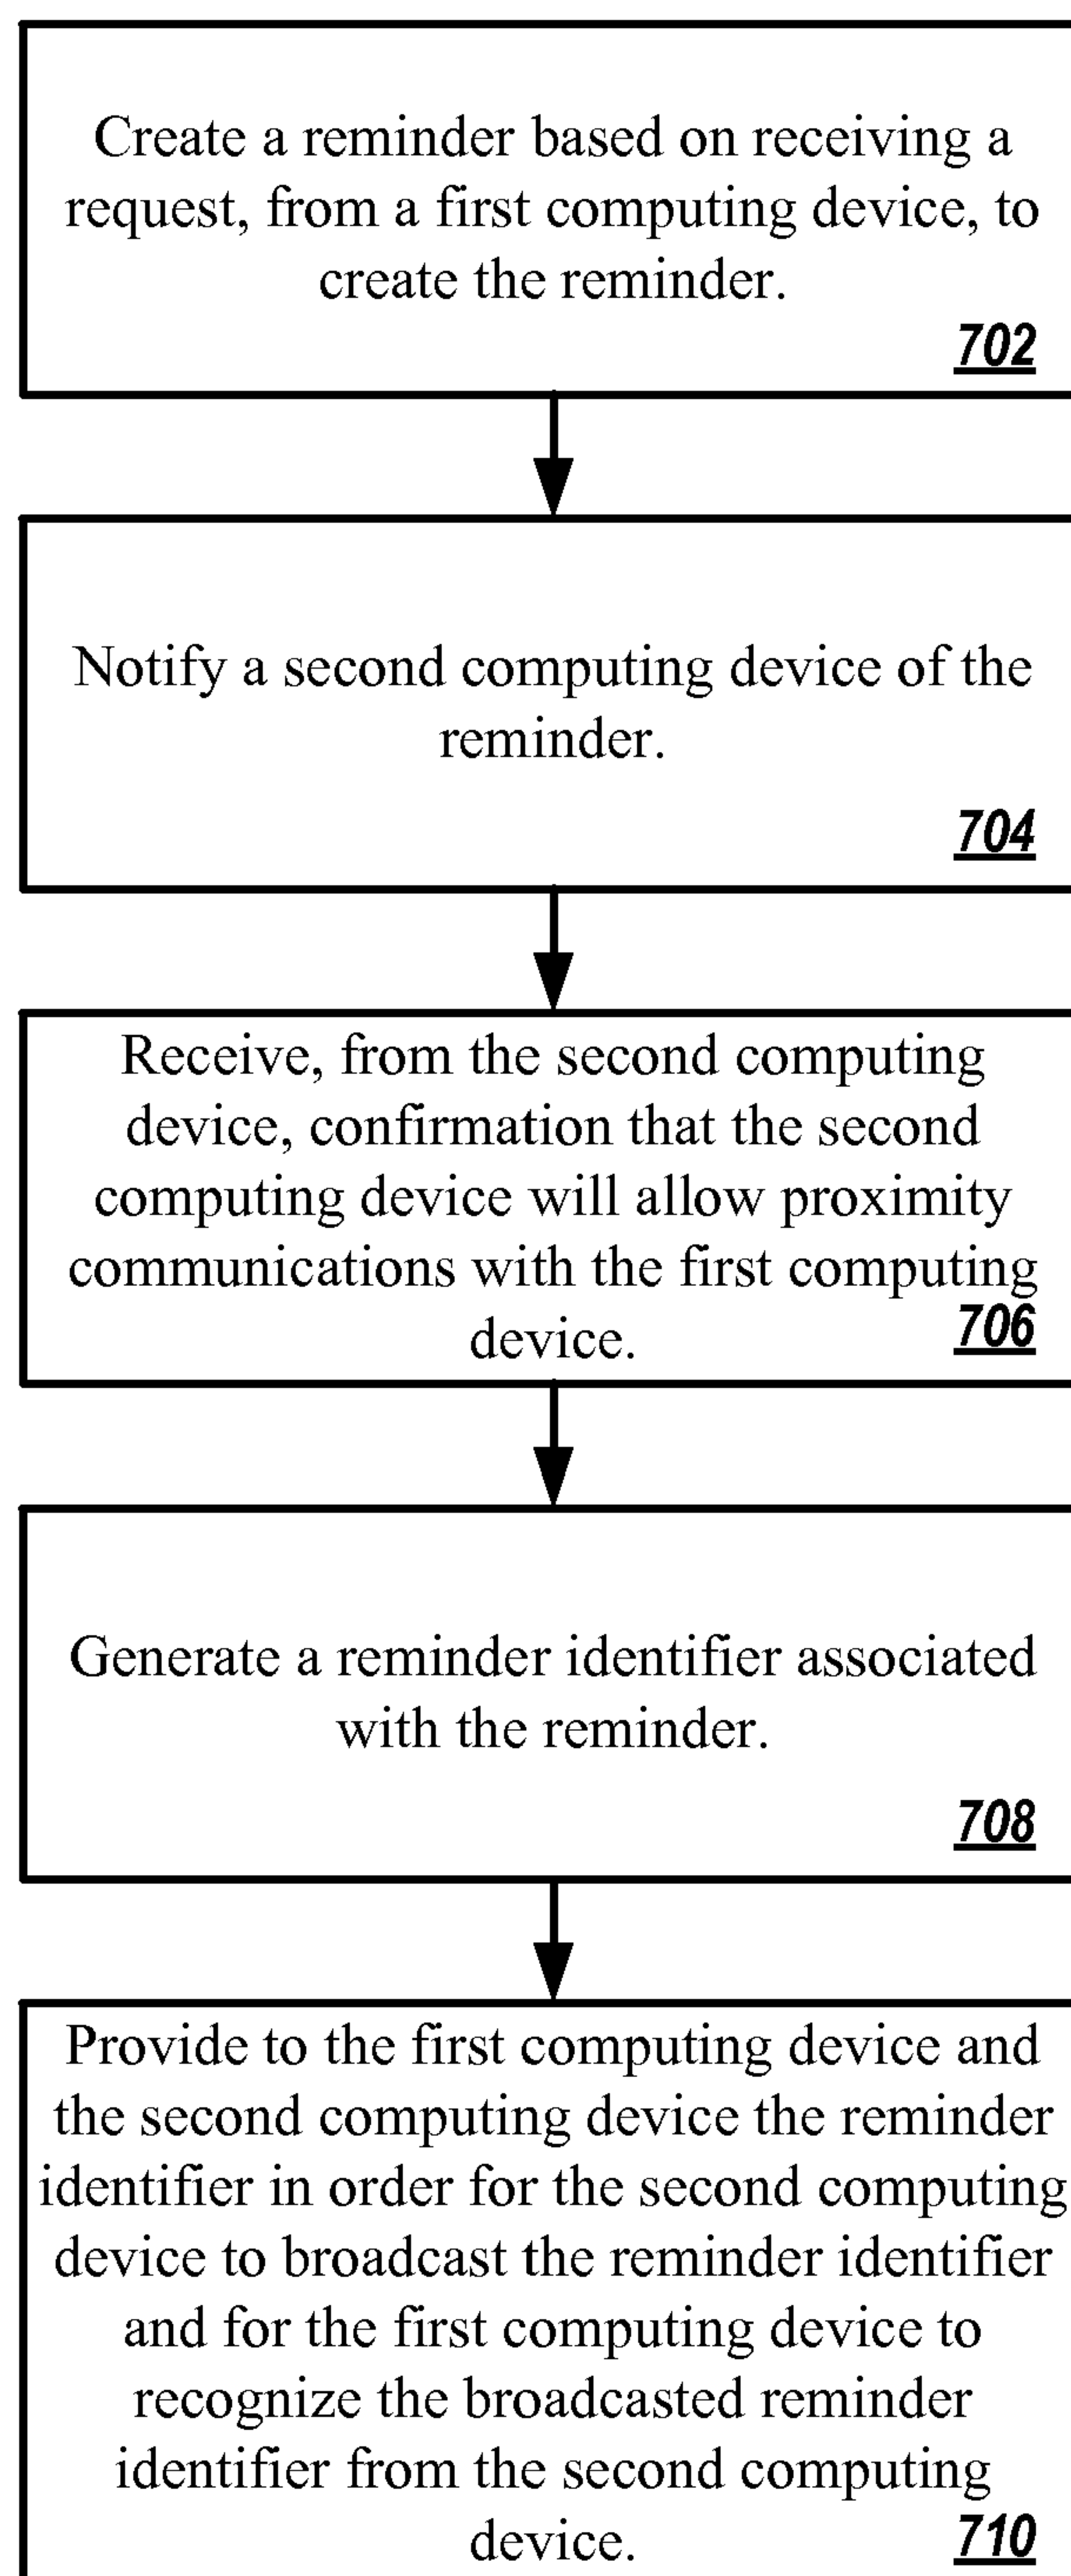 Create a reminder based on receiving a
request, from a first computing device, to
create the reminder.
702
Notify a second computing device of the
reminder.
704
Receive, from the second computing
device, confirmation that the second
computing device will allow proximity
communications with the first computing
device.
706
Generate a reminder identifier associated
with the reminder.
708
Provide to the first computing device and
the second computing device the reminder
identifier in order for the second computing
device to broadcast the reminder identifier
and for the first computing device to
recognize the broadcasted reminder
identifier from the second computing
device.
710